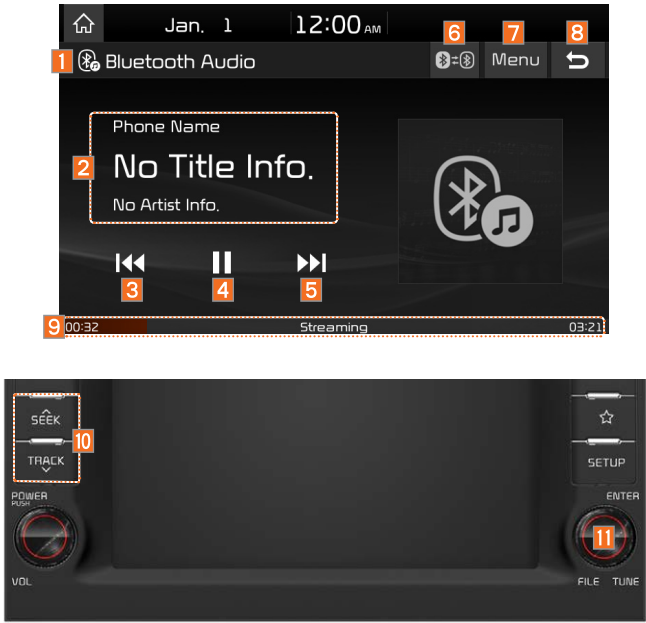 Jan. 1 12:00 AM
1 Bluetooth Audio 6 7 Menu 8
Phone Name
2 No Title Info.
No Artist Info.
3 4 5
9 00:32 Streaming 03:21
SEEK
10
TRACK
SETUP
POWER
PUSH
ENTER
11
VOL
FILE TUNE